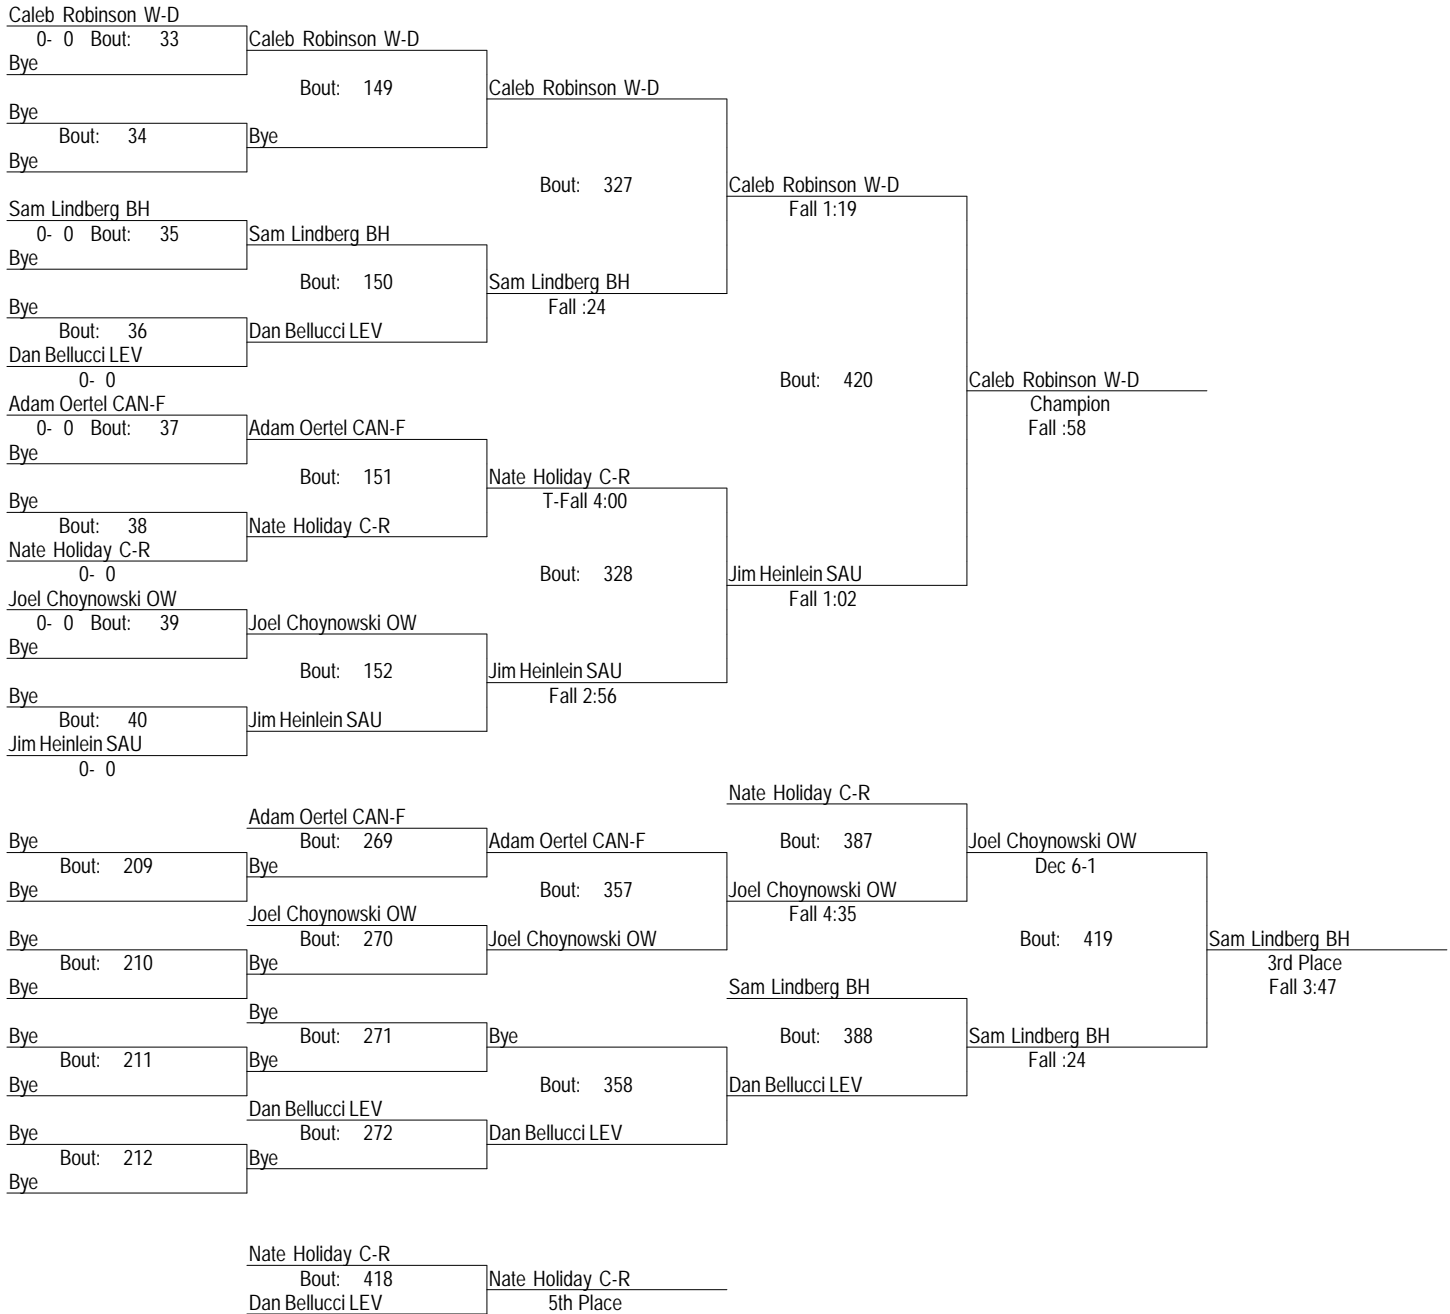 Caleb Robinson W-D
0- 0 Bout: 33
Caleb Robinson W-D
Bye
Bout: 149
Caleb Robinson W-D
Bye
Bout: 34
Bye
Bye
Bout: 327
Caleb Robinson W-D
Fall 1:19
Sam Lindberg BH
0- 0 Bout: 35
Sam Lindberg BH
Bye
Bout: 150
Sam Lindberg BH
Fall :24
Bye
Bout: 36
Dan Bellucci LEV
Dan Bellucci LEV
0- 0
Bout: 420
Caleb Robinson W-D
Champion
Fall :58
Adam Oertel CAN-F
0- 0 Bout: 37
Adam Oertel CAN-F
Bye
Bout: 151
Nate Holiday C-R
T-Fall 4:00
Bye
Bout: 38
Nate Holiday C-R
Nate Holiday C-R
0- 0
Bout: 328
Jim Heinlein SAU
Fall 1:02
Joel Choynowski OW
0- 0 Bout: 39
Joel Choynowski OW
Bye
Bout: 152
Jim Heinlein SAU
Fall 2:56
Bye
Bout: 40
Jim Heinlein SAU
Jim Heinlein SAU
0- 0
Nate Holiday C-R
Adam Oertel CAN-F
Bye
Bout: 269
Adam Oertel CAN-F
Bout: 387
Joel Choynowski OW
Dec 6-1
Bout: 209
Bye
Bye
Bout: 357
Joel Choynowski OW
Fall 4:35
Joel Choynowski OW
Bye
Bout: 270
Joel Choynowski OW
Bout: 419
Sam Lindberg BH
3rd Place
Fall 3:47
Bout: 210
Bye
Bye
Sam Lindberg BH
Bye
Bye
Bout: 271
Bye
Bout: 388
Sam Lindberg BH
Fall :24
Bout: 211
Bye
Bye
Bout: 358
Dan Bellucci LEV
Dan Bellucci LEV
Bye
Bout: 272
Dan Bellucci LEV
Bout: 212
Bye
Bye
Nate Holiday C-R
Bout: 418
Nate Holiday C-R
Dan Bellucci LEV
5th Place